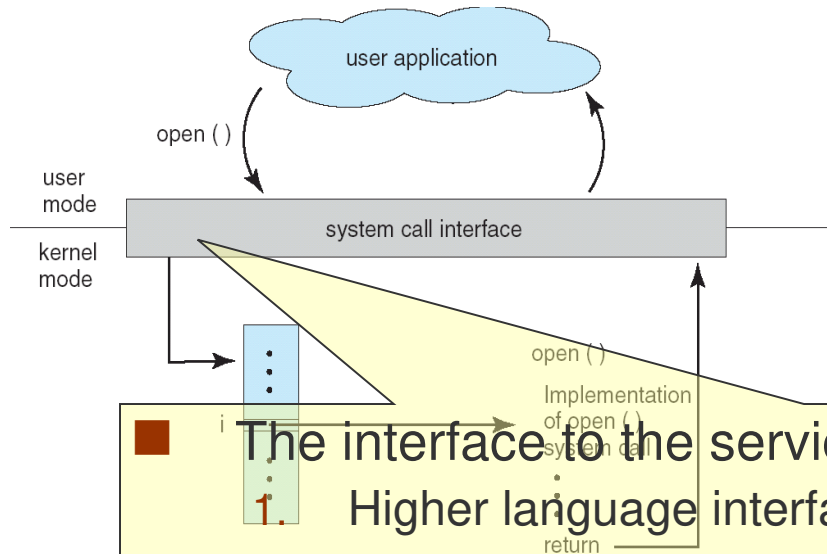 user application
open ( )
user
mode
system call interface
kernel
mode
open ( )
Implementation
of open ( )
system call
i
The interface to the servi
1. Higher language interfa
return